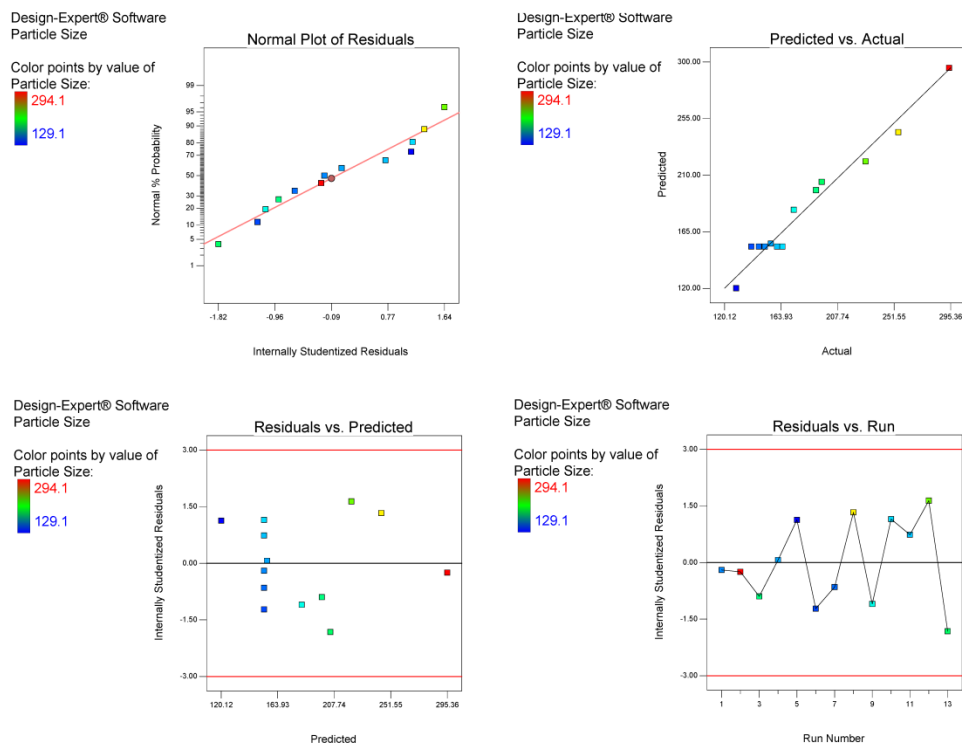 Design-Expert® Software
Particle Size
Color points by value of
Particle Size:
294.1
129.1
Normal Plot of Residuals
Normal % Probability
99
95
90
80
70
50
30
20
10
5
1
-1.82
-0.96
-0.09
0.77
1.64
Internally Studentized Residuals
Design-Expert® Software
Particle Size
Color points by value of
Particle Size:
294.1
129.1
Predicted vs. Actual
Predicted
300.00
255.00
210.00
165.00
120.00
120.12
163.93
207.74
251.55
295.36
Actual
Design-Expert® Software
Particle Size
Color points by value of
Particle Size:
294.1
129.1
Residuals vs. Predicted
Internally Studentized Residuals
3.00
1.50
0.00
-1.50
-3.00
120.12
163.93
207.74
251.55
295.36
Predicted
Design-Expert® Software
Particle Size
Color points by value of
Particle Size:
294.1
129.1
Residuals vs. Run
Internally Studentized Residuals
3.00
1.50
0.00
-1.50
-3.00
1
3
5
7
9
11
13
Run Number